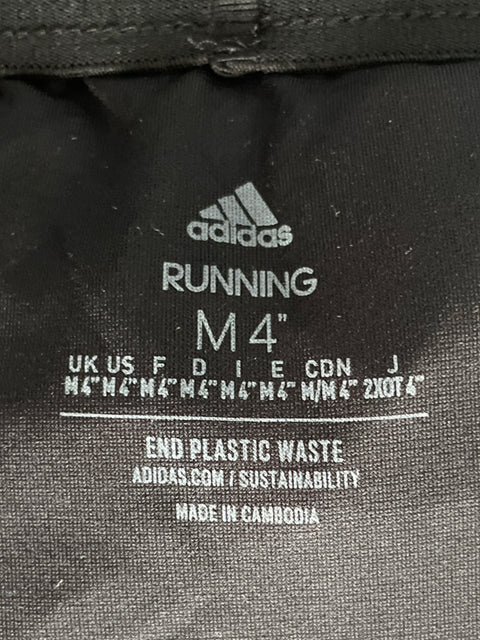 adidas
RUNNING
M 4"
UK US F D I E CDN J
M 4" M 4" M 4" M 4" M 4" M 4" M/M 4" 2XOT 4"
END PLASTIC WASTE
ADIDAS.COM / SUSTAINABILITY
MADE IN CAMBODIA